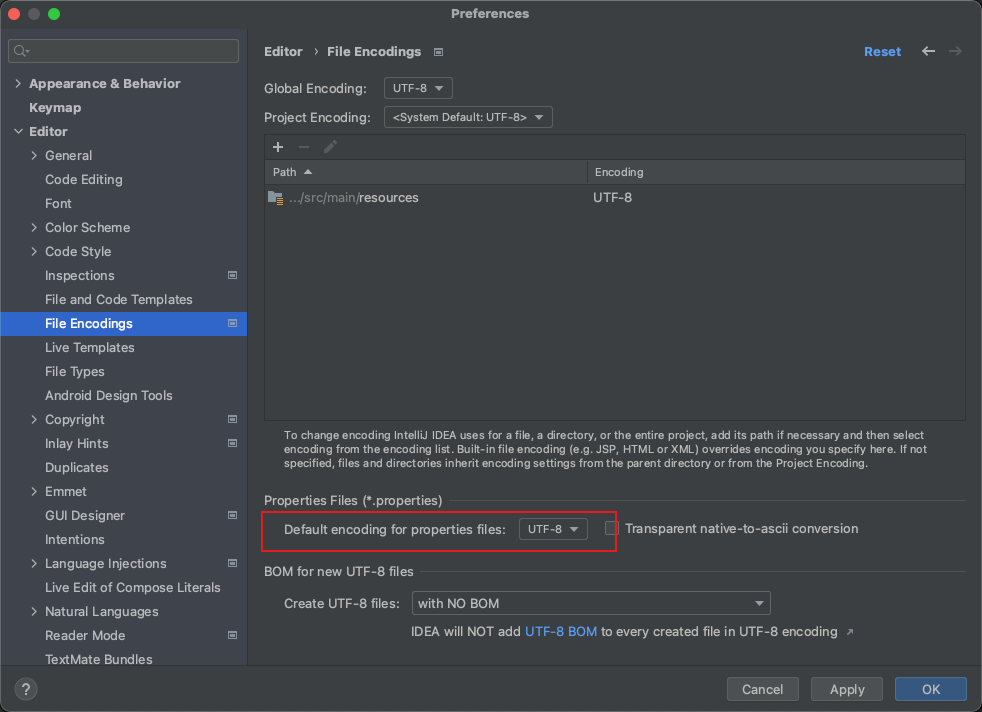 Preferences
Editor › File Encodings
Reset
Appearance & Behavior
Keymap
Editor
General
Code Editing
Font
Color Scheme
Code Style
Inspections
File and Code Templates
File Encodings
Live Templates
File Types
Android Design Tools
Copyright
Inlay Hints
Duplicates
Emmet
GUI Designer
Intentions
Language Injections
Live Edit of Compose Literals
Natural Languages
Reader Mode
TextMate Bundles
Global Encoding: UTF-8
Project Encoding: <System Default: UTF-8>
Path Encoding
.../src/main/resources UTF-8
To change encoding IntelliJ IDEA uses for a file, a directory, or the entire project, add its path if necessary and then select
encoding from the encoding list. Built-in file encoding (e.g. JSP, HTML or XML) overrides encoding you specify here. If not
specified, files and directories inherit encoding settings from the parent directory or from the Project Encoding.
Properties Files (*.properties)
Default encoding for properties files: UTF-8 Transparent native-to-ascii conversion
BOM for new UTF-8 files
Create UTF-8 files: with NO BOM
IDEA will NOT add UTF-8 BOM to every created file in UTF-8 encoding ↗
? Cancel Apply OK